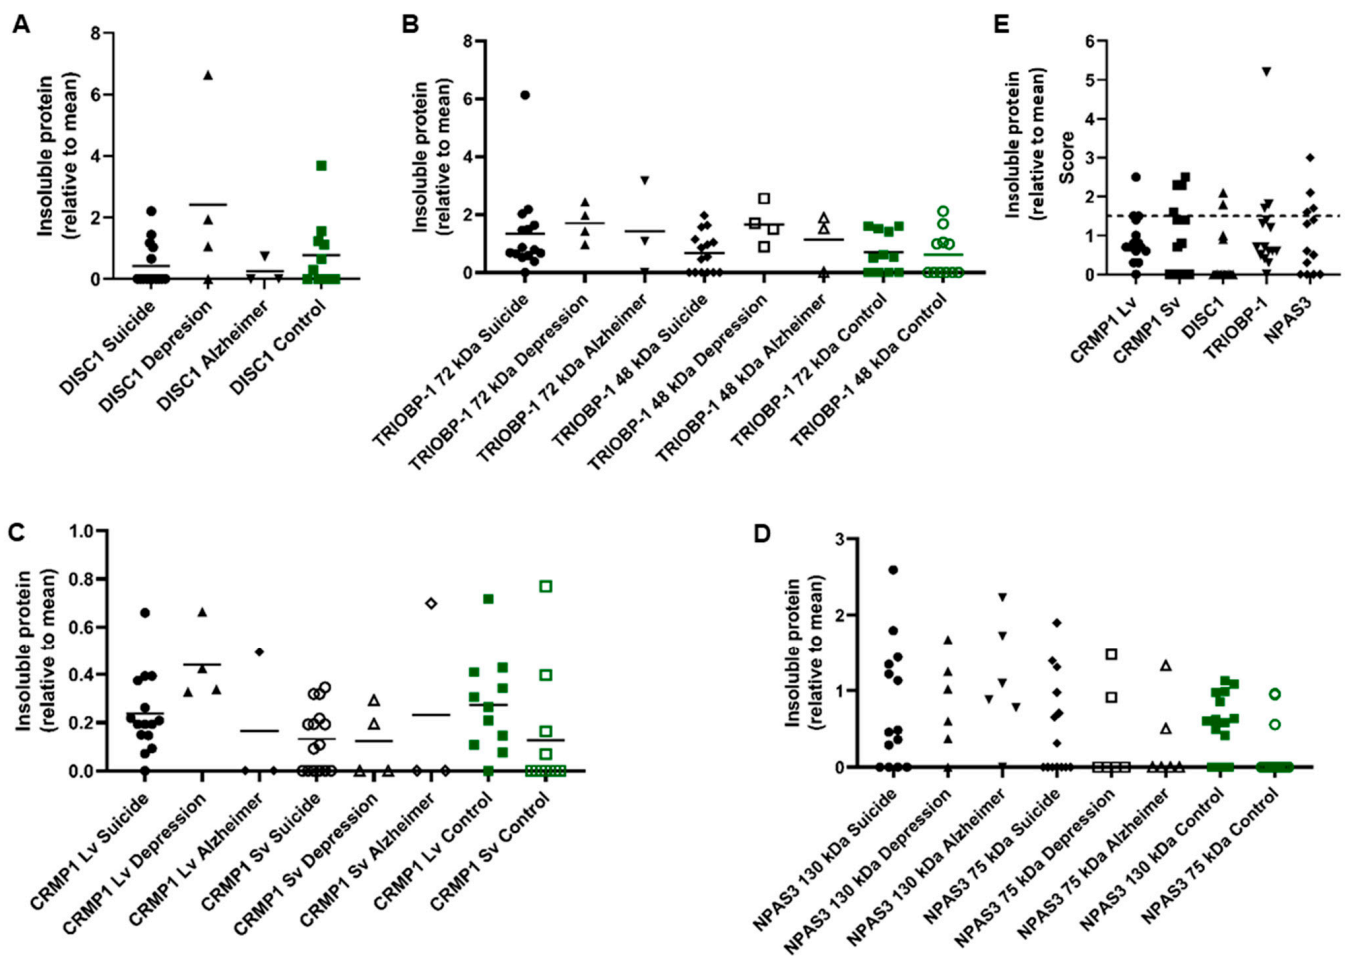 A
Insoluble protein
(relative to mean)
8
6
4
2
0
DISC1 Suicide
DISC1 Depresion
DISC1 Alzheimer
DISC1 Control
B
Insoluble protein
(relative to mean)
8
6
4
2
0
TRIOBP-1 72 kDa Suicide
TRIOBP-1 72 kDa Depression
TRIOBP-1 72 kDa Alzheimer
TRIOBP-1 48 kDa Suicide
TRIOBP-1 48 kDa Depression
TRIOBP-1 48 kDa Alzheimer
TRIOBP-1 72 kDa Control
TRIOBP-1 48 kDa Control
E
Insoluble protein
(relative to mean)
Score
6
5
4
3
2
1
0
CRMP1 Lv
CRMP1 Sv
DISC1
TRIOBP-1
NPAS3
C
Insoluble protein
(relative to mean)
1.0
0.8
0.6
0.4
0.2
0.0
CRMP1 Lv Suicide
CRMP1 Lv Depression
CRMP1 Lv Alzheimer
CRMP1 Sv Suicide
CRMP1 Sv Depression
CRMP1 Sv Alzheimer
CRMP1 Lv Control
CRMP1 Sv Control
D
Insoluble protein
(relative to mean)
3
2
1
0
NPAS3 130 kDa Suicide
NPAS3 130 kDa Depression
NPAS3 130 kDa Alzheimer
NPAS3 75 kDa Suicide
NPAS3 75 kDa Depression
NPAS3 75 kDa Alzheimer
NPAS3 130 kDa Control
NPAS3 75 kDa Control